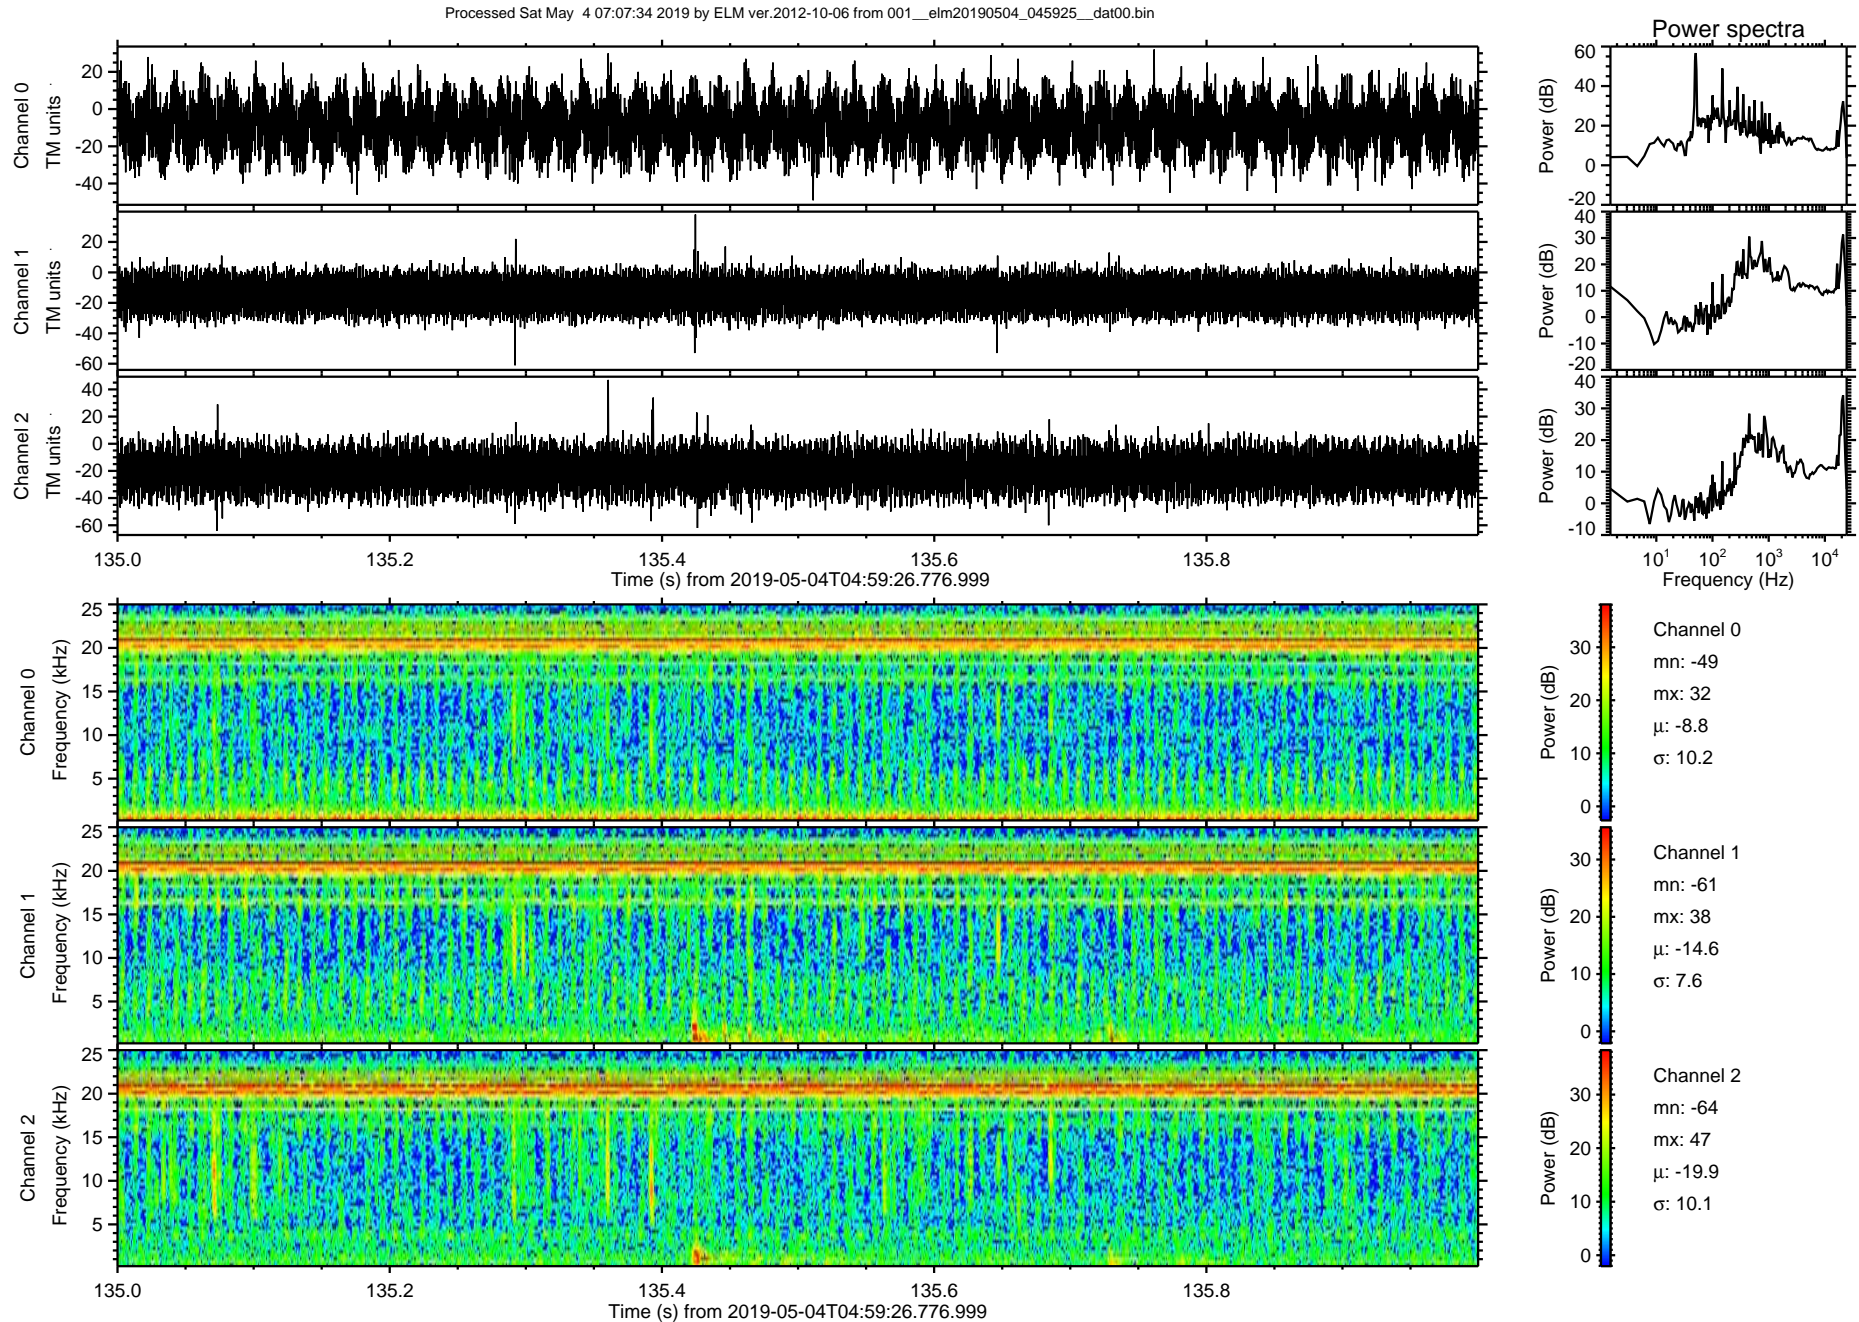 Processed Sat May  4 07:07:34 2019 by ELM ver.2012-10-06 from 001__elm20190504_045925__dat00.bin
Power spectra
Channel 0
TM units
20
0
-20
-40
Power (dB)
60
40
20
0
-20
Channel 1
TM units
20
0
-20
-40
-60
Power (dB)
40
30
20
10
0
-10
-20
Channel 2
TM units
40
20
0
-20
-40
-60
Power (dB)
40
30
20
10
0
-10
135.0 135.2 135.4 135.6 135.8
Time (s) from 2019-05-04T04:59:26.776.999
10¹ 10² 10³ 10⁴
Frequency (Hz)
Channel 0
Frequency (kHz)
25
20
15
10
5
Power (dB)
30
20
10
0
Channel 0
mn: -49
mx: 32
μ: -8.8
σ: 10.2
Channel 1
Frequency (kHz)
25
20
15
10
5
Power (dB)
30
20
10
0
Channel 1
mn: -61
mx: 38
μ: -14.6
σ: 7.6
Channel 2
Frequency (kHz)
25
20
15
10
5
Power (dB)
30
20
10
0
Channel 2
mn: -64
mx: 47
μ: -19.9
σ: 10.1
135.0 135.2 135.4 135.6 135.8
Time (s) from 2019-05-04T04:59:26.776.999